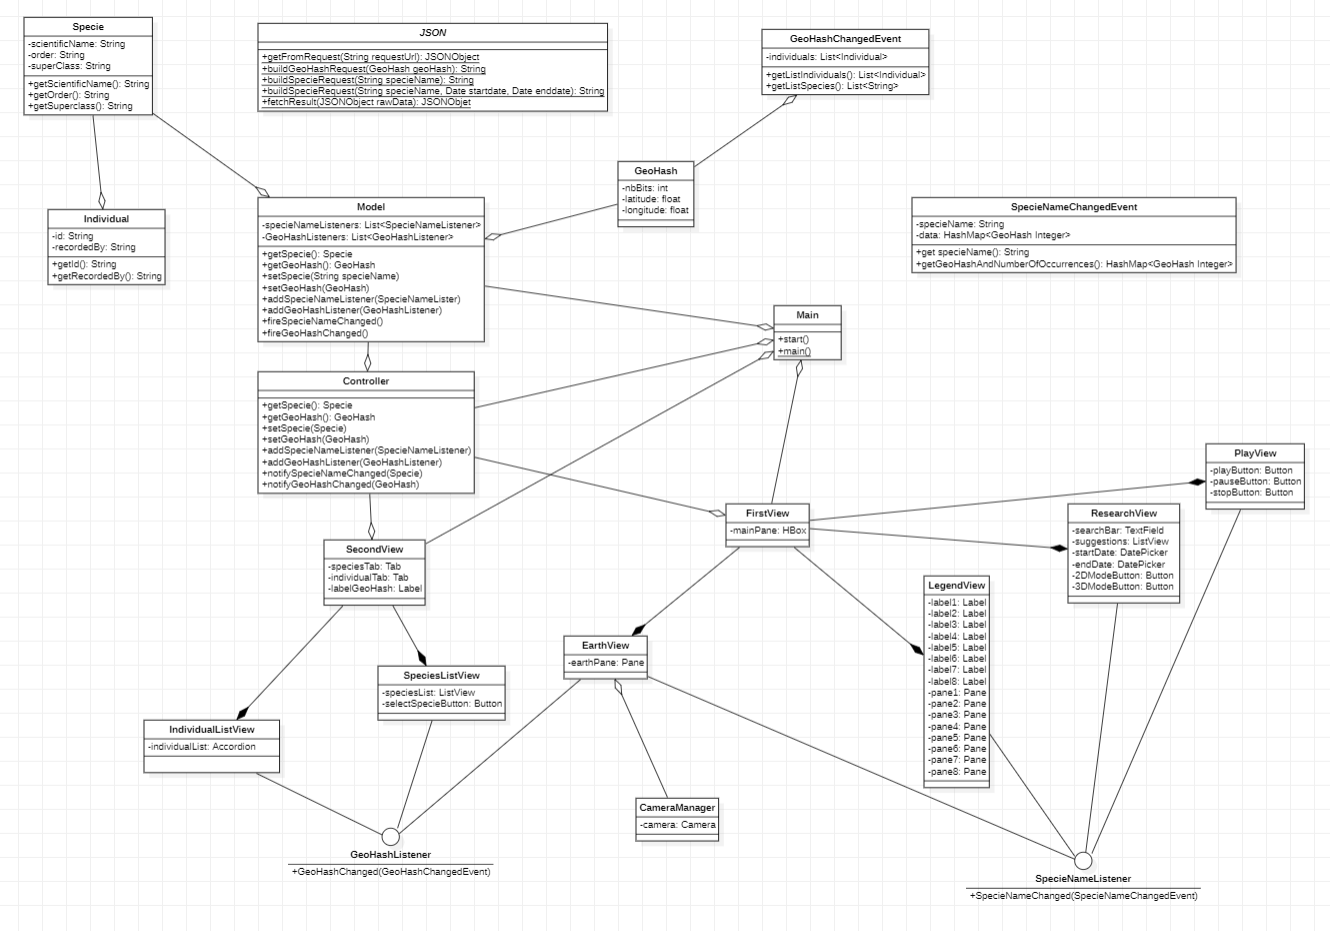 Specie
-scientificName: String
-order: String
-superClass: String
+getScientificName(): String
+getOrder(): String
+getSuperclass(): String
JSON
+getFromRequest(String requestUrl): JSONObject
+buildGeoHashRequest(GeoHash geoHash): String
+buildSpecieRequest(String specieName): String
+buildSpecieRequest(String specieName, Date startdate, Date enddate): String
+fetchResult(JSONObject rawData): JSONObjet
GeoHashChangedEvent
-individuals: List<Individual>
+getListIndividuals(): List<Individual>
+getListSpecies(): List<String>
GeoHash
-nbBits: int
-latitude: float
-longitude: float
Individual
-id: String
-recordedBy: String
+getId(): String
+getRecordedBy(): String
Model
-specieNameListeners: List<SpecieNameListener>
-GeoHashListeners: List<GeoHashListener>
+getSpecie(): Specie
+getGeoHash(): GeoHash
+setSpecie(String specieName)
+setGeoHash(GeoHash)
+addSpecieNameListener(SpecieNameLister)
+addGeoHashListener(GeoHashListener)
+fireSpecieNameChanged()
+fireGeoHashChanged()
SpecieNameChangedEvent
-specieName: String
-data: HashMap<GeoHash Integer>
+get specieName(): String
+getGeoHashAndNumberOfOccurrences(): HashMap<GeoHash Integer>
Main
+start()
+main()
Controller
+getSpecie(): Specie
+getGeoHash(): GeoHash
+setSpecie(Specie)
+setGeoHash(GeoHash)
+addSpecieNameListener(SpecieNameListener)
+addGeoHashListener(GeoHashListener)
+notifySpecieNameChanged(Specie)
+notifyGeoHashChanged(GeoHash)
PlayView
-playButton: Button
-pauseButton: Button
-stopButton: Button
FirstView
-mainPane: HBox
ResearchView
-searchBar: TextField
-suggestions: ListView
-startDate: DatePicker
-endDate: DatePicker
-2DModeButton: Button
-3DModeButton: Button
SecondView
-speciesTab: Tab
-individualTab: Tab
-labelGeoHash: Label
LegendView
-label1: Label
-label2: Label
-label3: Label
-label4: Label
-label5: Label
-label6: Label
-label7: Label
-label8: Label
-pane1: Pane
-pane2: Pane
-pane3: Pane
-pane4: Pane
-pane5: Pane
-pane6: Pane
-pane7: Pane
-pane8: Pane
EarthView
-earthPane: Pane
SpeciesListView
-speciesList: ListView
-selectSpecieButton: Button
IndividualListView
-individualList: Accordion
CameraManager
-camera: Camera
GeoHashListener
+GeoHashChanged(GeoHashChangedEvent)
SpecieNameListener
+SpecieNameChanged(SpecieNameChangedEvent)